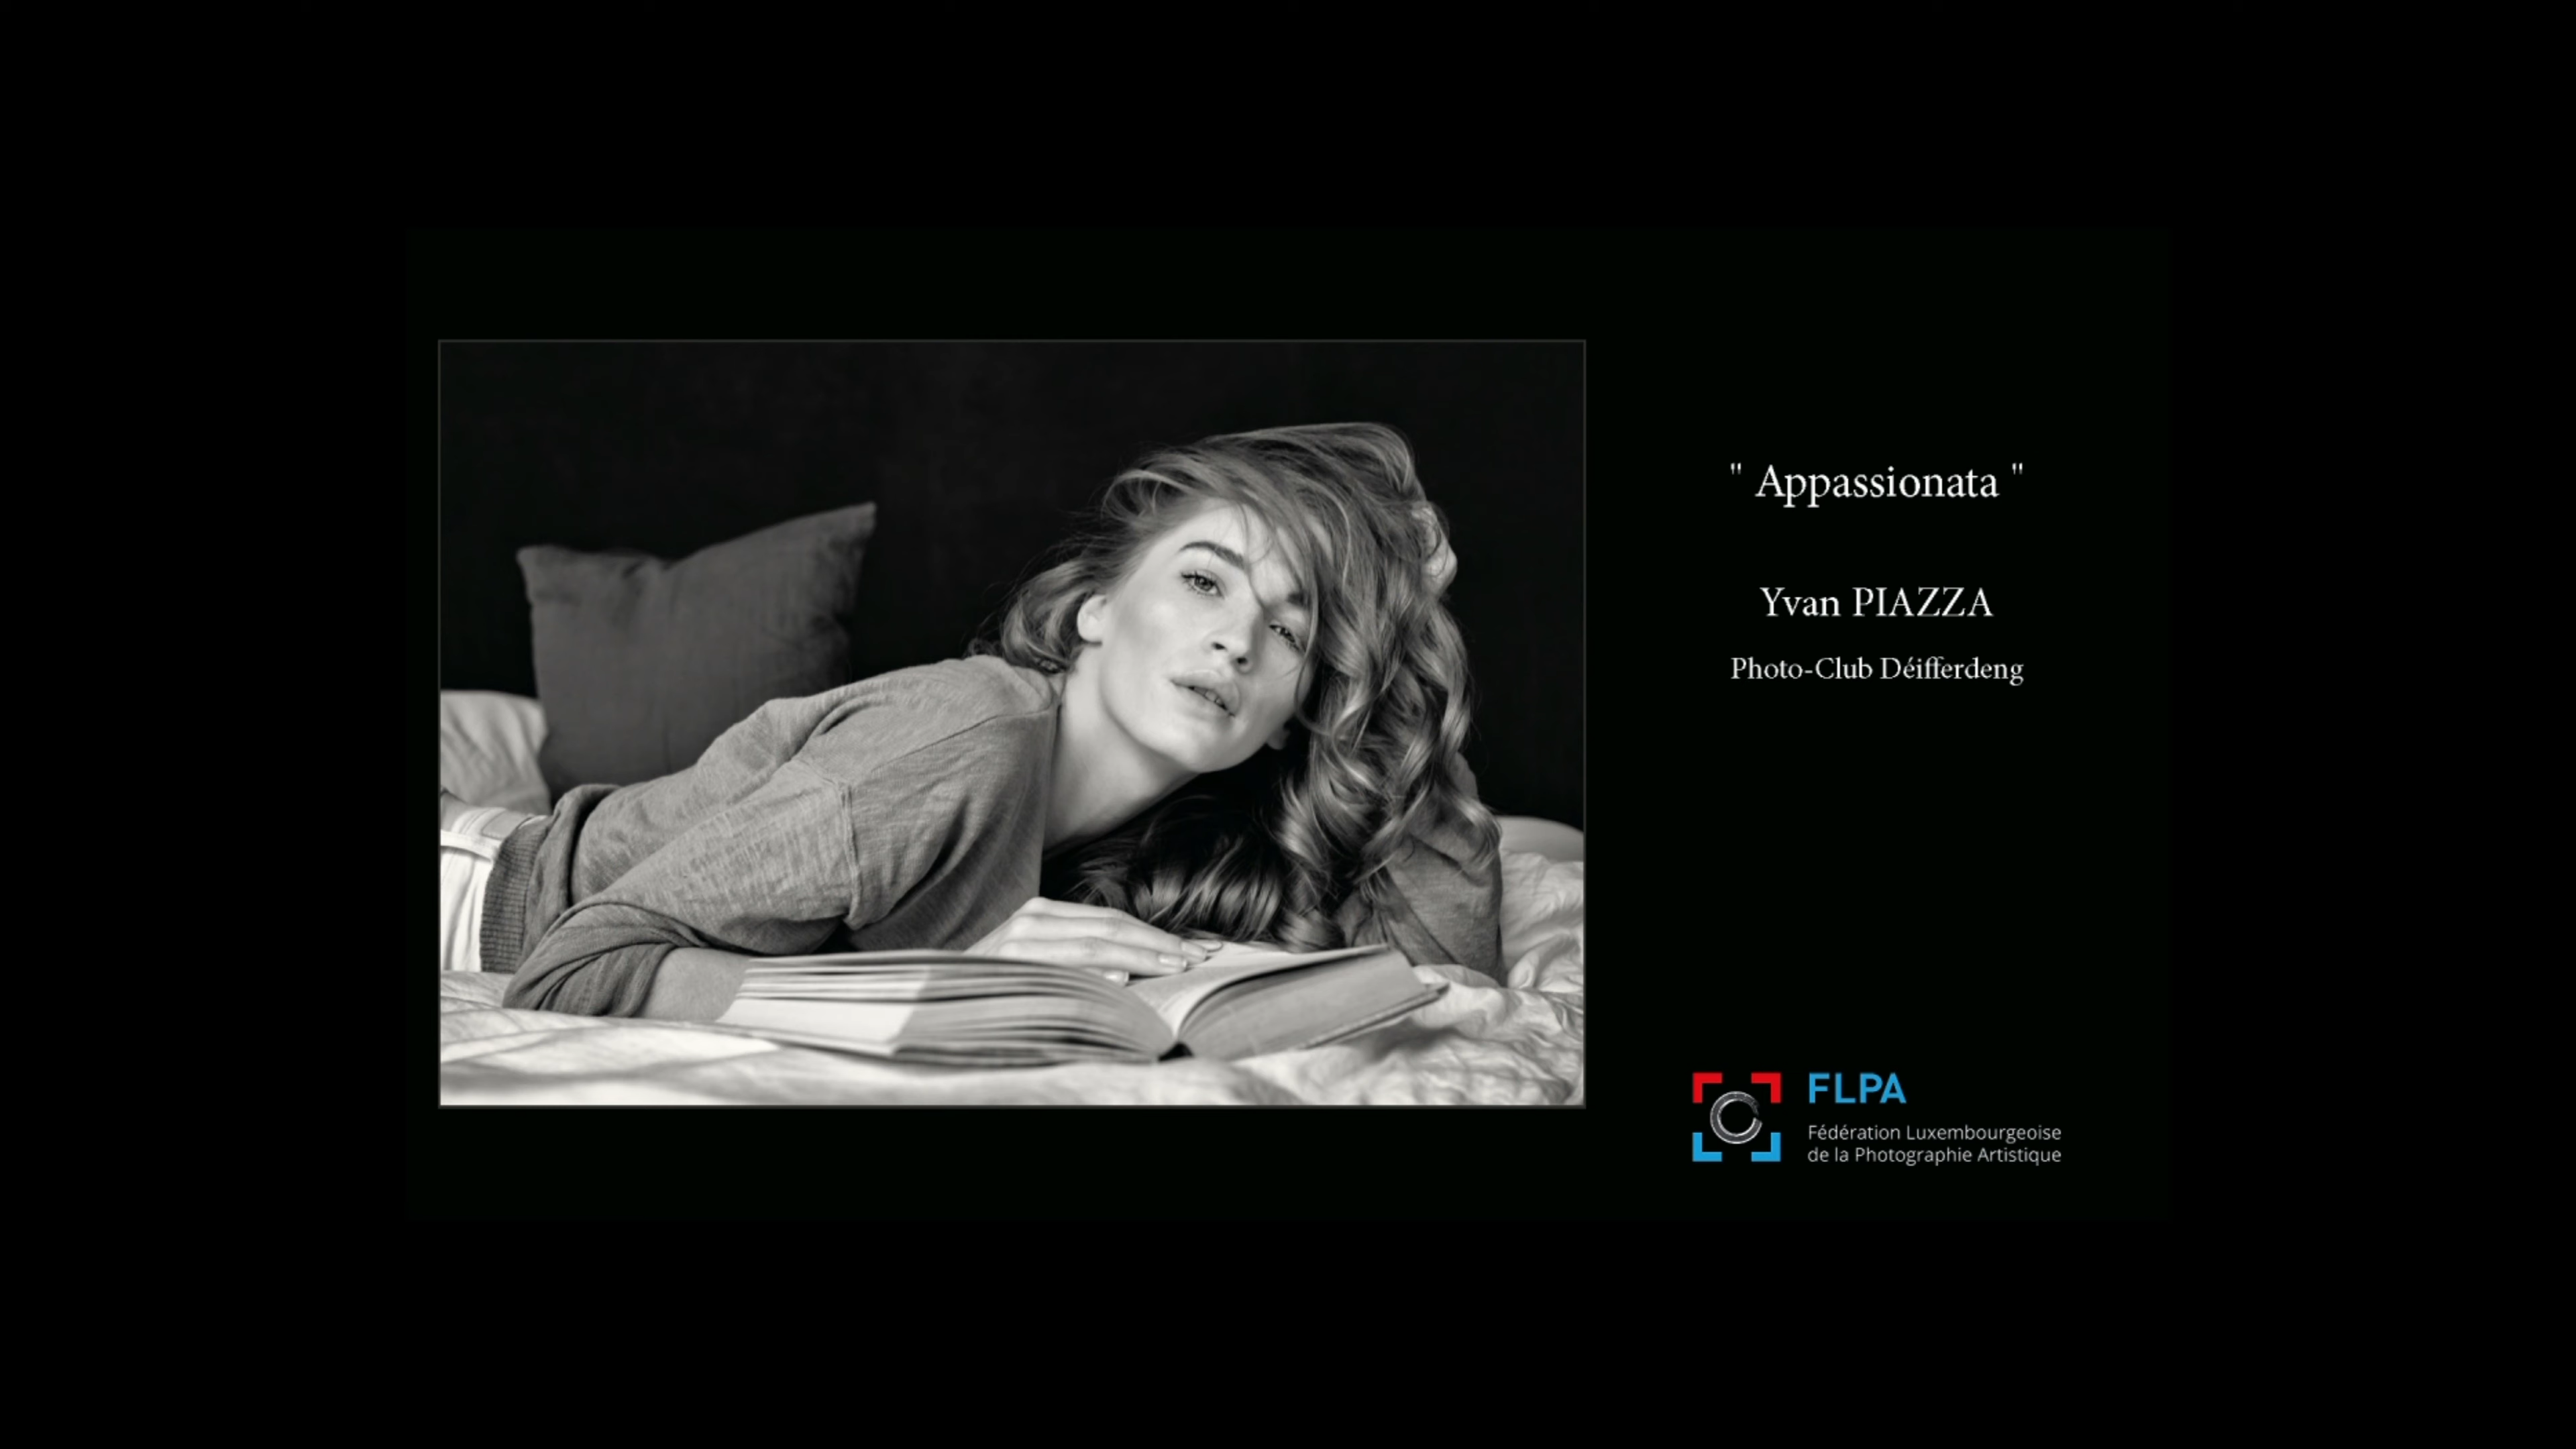 " Appassionata "
Yvan PIAZZA
Photo-Club Déifferdeng
FLPA
Fédération Luxembourgeoise
de la Photographie Artistique